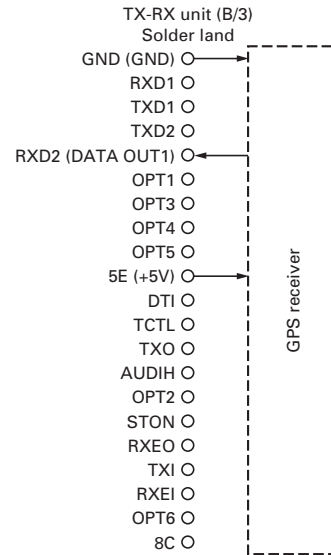 TX-RX unit (B/3)
Solder land
GND (GND)
RXD1
TXD1
TXD2
RXD2 (DATA OUT1)
OPT1
OPT3
OPT4
OPT5
5E (+5V)
DTI
TCTL
TXO
AUDIH
OPT2
STON
RXEO
TXI
RXEI
OPT6
8C
GPS receiver